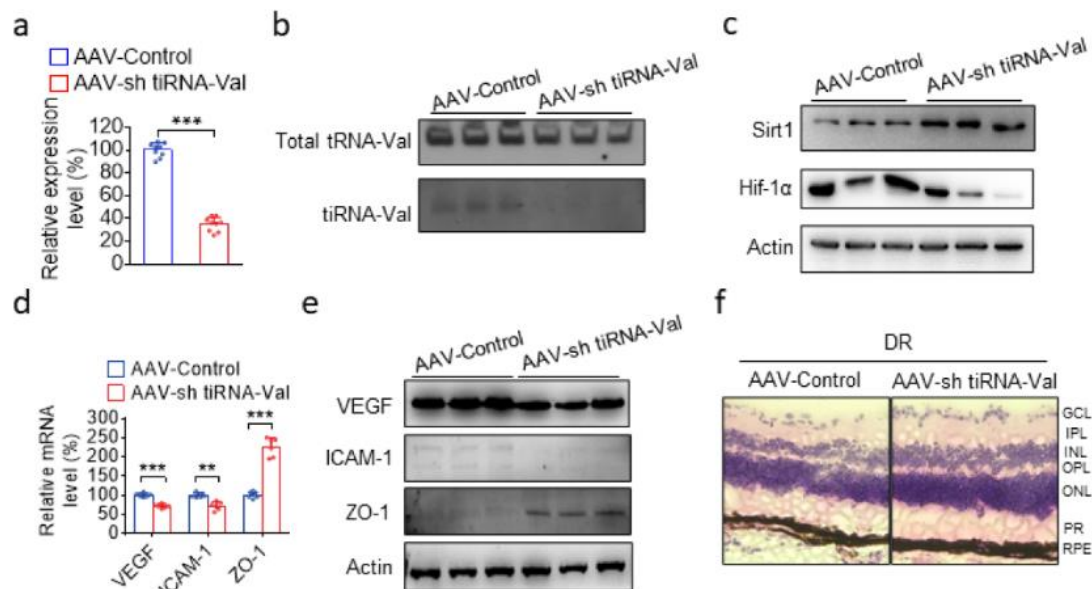 a
AAV-Control
AAV-sh tiRNA-Val
Relative expression
level (%)
120
100
80
60
40
20
0
***
b
AAV-Control
AAV-sh tiRNA-Val
Total tRNA-Val
tiRNA-Val
c
AAV-Control
AAV-sh tiRNA-Val
Sirt1
Hif-1α
Actin
d
AAV-Control
AAV-sh tiRNA-Val
Relative mRNA
level (%)
300
250
200
150
100
50
0
***
**
***
VEGF
ICAM-1
ZO-1
e
AAV-Control
AAV-sh tiRNA-Val
VEGF
ICAM-1
ZO-1
Actin
f
DR
AAV-Control
AAV-sh tiRNA-Val
GCL
IPL
INL
OPL
ONL
PR
RPE